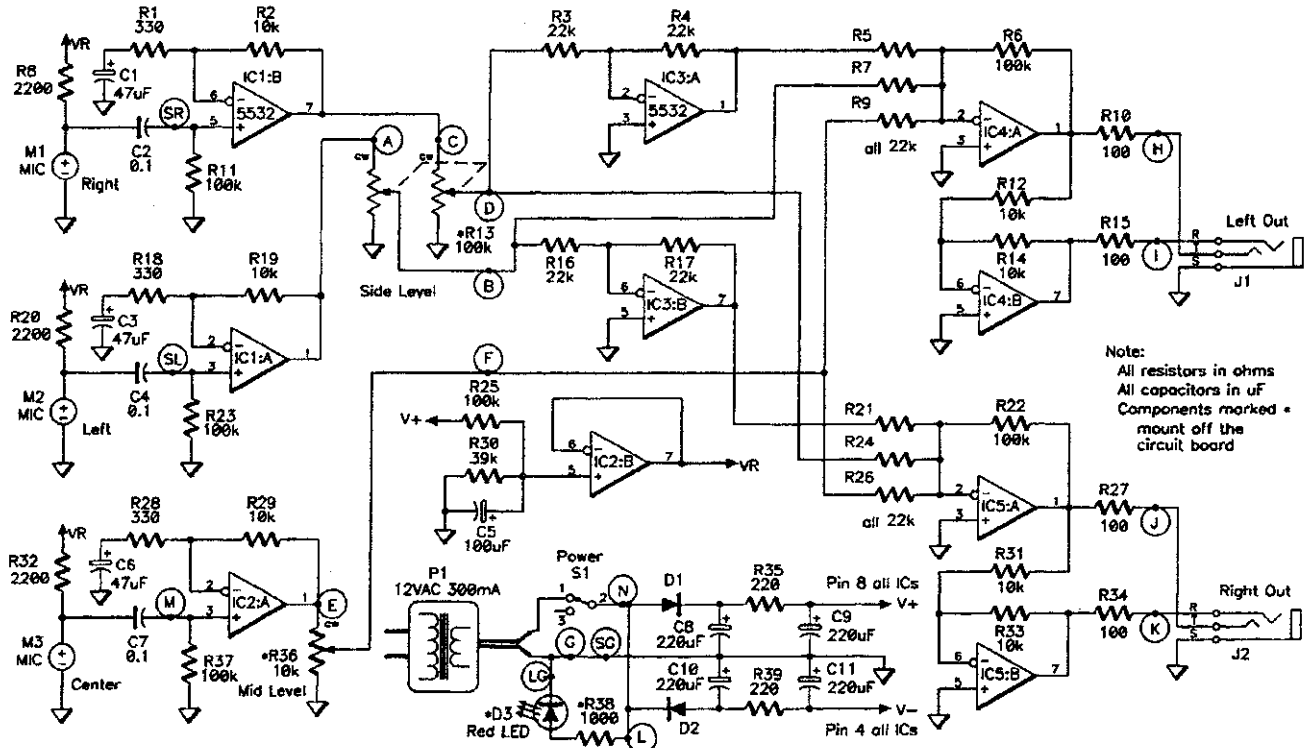 R1
330
R2
10k
VR
R8
2200
C1
47uF
IC1:B
5532
6
5
7
SR
C2
0.1
R11
100k
M1
MIC
Right
R3
22k
R4
22k
IC3:A
5532
2
3
1
R5
R7
R9
all 22k
R6
100k
IC4:A
2
3
1
R10
100
H
A
cw
C
cw
D
*R13
100k
Side Level
B
R12
10k
R14
10k
IC4:B
6
5
7
R15
100
I
Left Out
R
T
S
J1
R16
22k
R17
22k
IC3:B
6
5
7
R18
330
R19
10k
VR
R20
2200
C3
47uF
IC1:A
2
3
1
SL
C4
0.1
R23
100k
M2
MIC
Left
F
R25
100k
V+
R30
39k
C5
100uF
IC2:B
6
5
7
VR
Note:
All resistors in ohms
All capacitors in uF
Components marked *
mount off the
circuit board
R21
R24
R26
all 22k
R22
100k
IC5:A
2
3
1
R27
100
J
R28
330
R29
10k
VR
R32
2200
C6
47uF
IC2:A
2
3
1
E
cw
M
C7
0.1
R37
100k
M3
MIC
Center
*R36
10k
Mid Level
P1
12VAC 300mA
Power
S1
1
2
3
N
D1
R35
220
Pin 8 all ICs
V+
C8
220uF
C9
220uF
G
SG
LG
C10
220uF
C11
220uF
R39
220
V-
Pin 4 all ICs
D2
*D3
Red LED
*R38
1000
L
R31
10k
R33
10k
IC5:B
6
5
7
R34
100
K
Right Out
R
T
S
J2